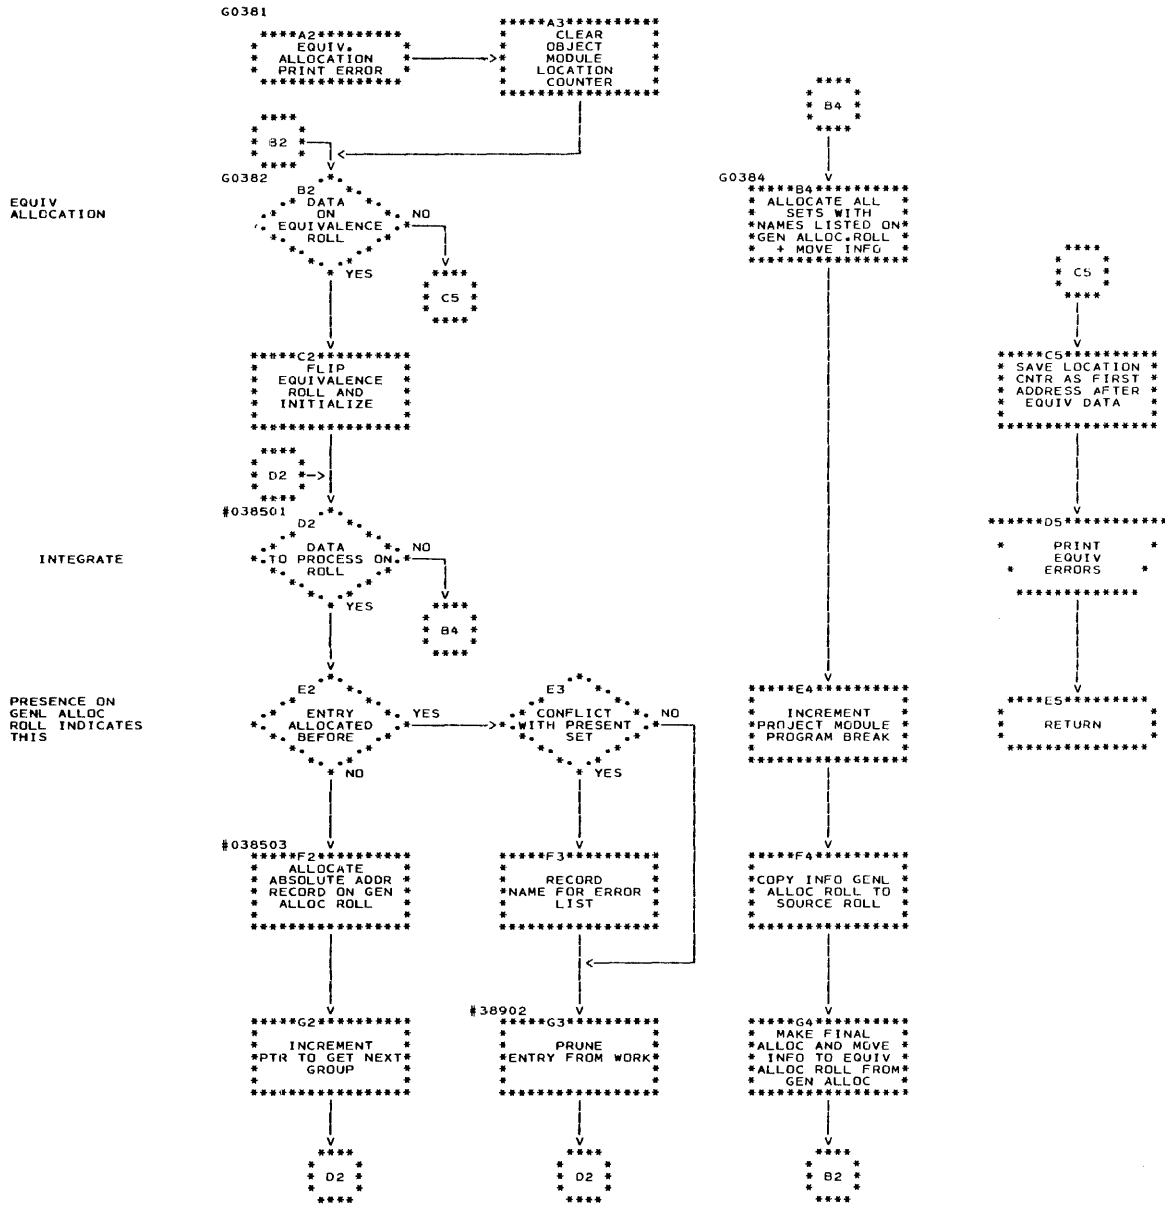 G0381
A2
EQUIV.
ALLOCATION
PRINT ERROR
A3
CLEAR
OBJECT
MODULE
LOCATION
COUNTER
B4
B2
G0382
EQUIV
ALLOCATION
B2
DATA
ON
EQUIVALENCE
ROLL
NO
YES
C5
G0384
B4
ALLOCATE ALL
SETS WITH
NAMES LISTED ON
GEN ALLOC.ROLL
+ MOVE INFO
C5
C2
FLIP
EQUIVALENCE
ROLL AND
INITIALIZE
C5
SAVE LOCATION
CNTR AS FIRST
ADDRESS AFTER
EQUIV DATA
D2
#038501
INTEGRATE
D2
DATA
TO PROCESS ON
ROLL
NO
YES
B4
D5
PRINT
EQUIV
ERRORS
PRESENCE ON
GENL ALLOC
ROLL INDICATES
THIS
E2
ENTRY
ALLOCATED
BEFORE
YES
NO
E3
CONFLICT
WITH PRESENT
SET
NO
YES
E4
INCREMENT
PROJECT MODULE
PROGRAM BREAK
E5
RETURN
#038503
F2
ALLOCATE
ABSOLUTE ADDR
RECORD ON GEN
ALLOC ROLL
F3
RECORD
NAME FOR ERROR
LIST
F4
COPY INFO GENL
ALLOC ROLL TO
SOURCE ROLL
G2
INCREMENT
PTR TO GET NEXT
GROUP
#38902
G3
PRUNE
ENTRY FROM WORK
G4
MAKE FINAL
ALLOC AND MOVE
INFO TO EQUIV
ALLOC ROLL FROM
GEN ALLOC
D2
D2
B2